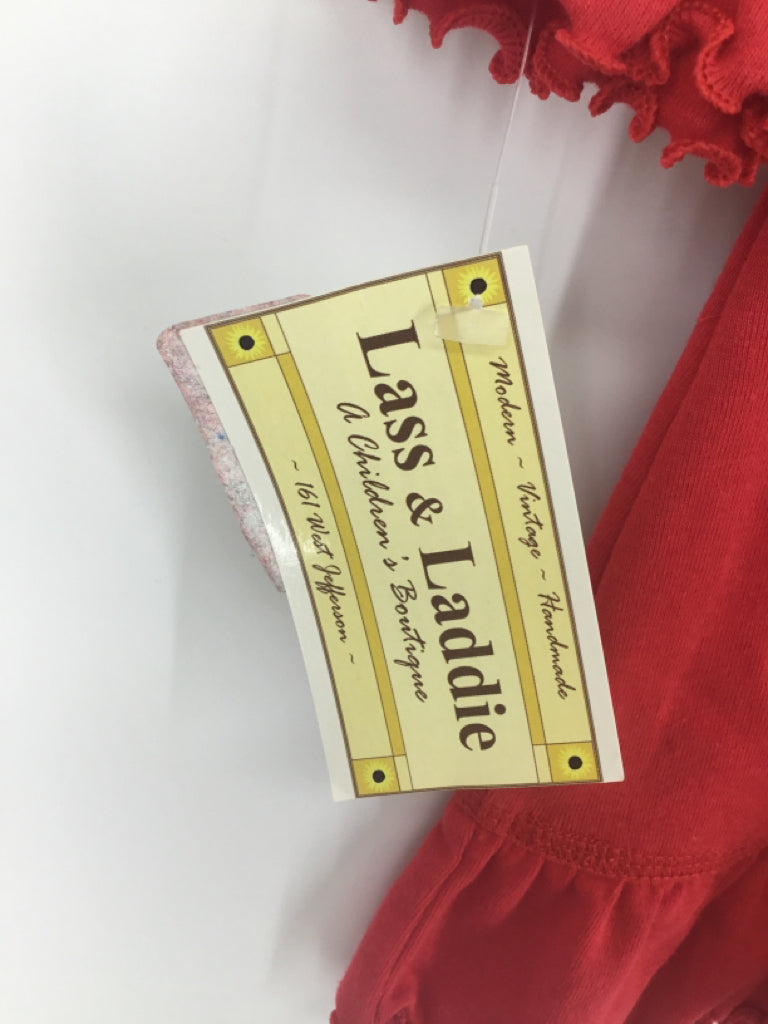 Modern ~ Vintage ~ Handmade
Lass & Laddie
A Children's Boutique
~ 161 West Jefferson ~